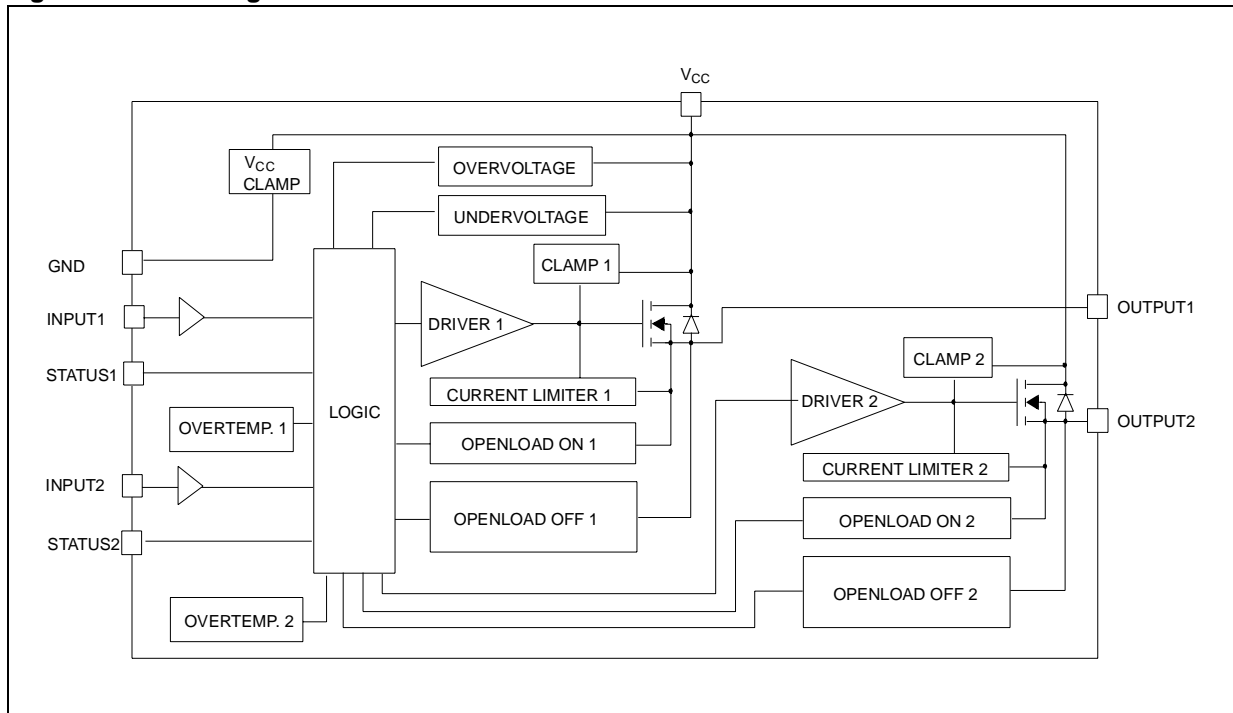 VCC
VCC
CLAMP
OVERVOLTAGE
UNDERVOLTAGE
GND
CLAMP 1
INPUT1
DRIVER 1
OUTPUT1
STATUS1
CURRENT LIMITER 1
CLAMP 2
LOGIC
DRIVER 2
OVERTEMP. 1
OPENLOAD ON 1
OUTPUT2
INPUT2
CURRENT LIMITER 2
OPENLOAD OFF 1
OPENLOAD ON 2
STATUS2
OVERTEMP. 2
OPENLOAD OFF 2